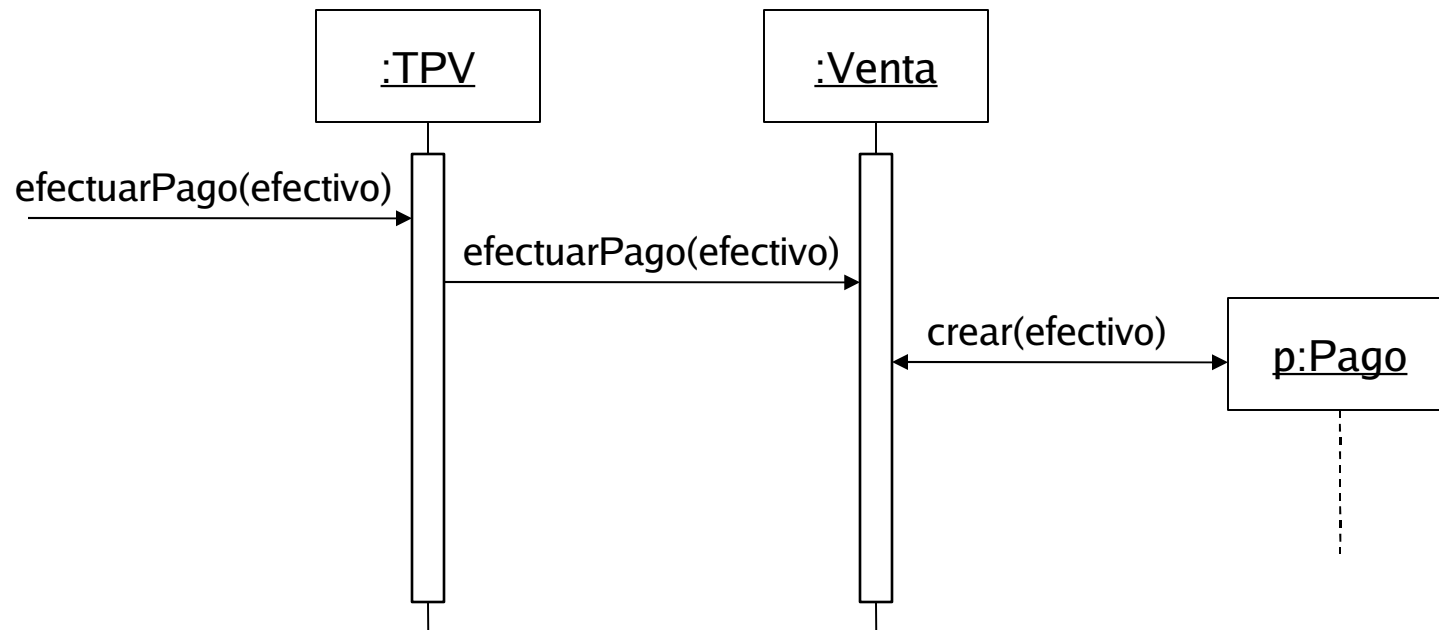 :TPV
:Venta
efectuarPago(efectivo)
efectuarPago(efectivo)
crear(efectivo)
p:Pago